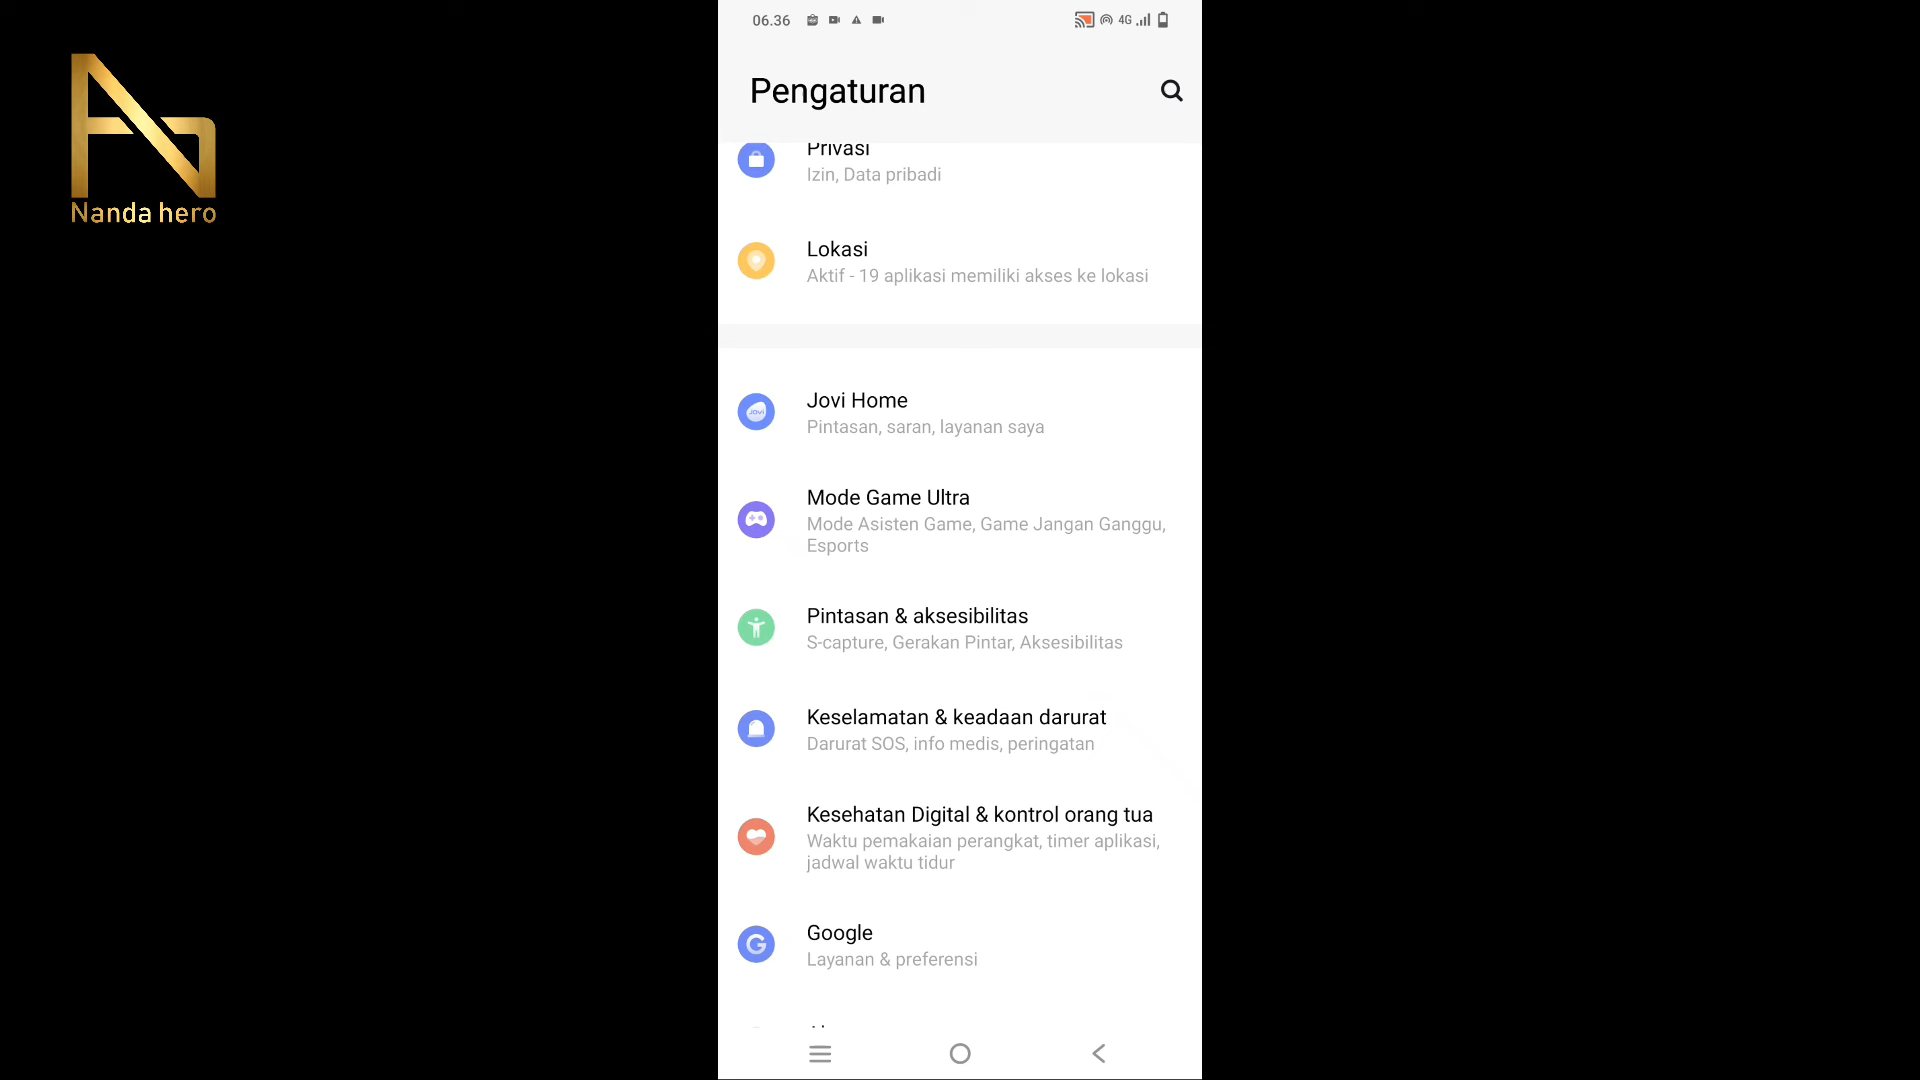 Nanda hero
06.36
4G
Pengaturan
Privasi
Izin, Data pribadi
Lokasi
Aktif - 19 aplikasi memiliki akses ke lokasi
JOVI
Jovi Home
Pintasan, saran, layanan saya
Mode Game Ultra
Mode Asisten Game, Game Jangan Ganggu,
Esports
Pintasan & aksesibilitas
S-capture, Gerakan Pintar, Aksesibilitas
Keselamatan & keadaan darurat
Darurat SOS, info medis, peringatan
Kesehatan Digital & kontrol orang tua
Waktu pemakaian perangkat, timer aplikasi,
jadwal waktu tidur
Google
Layanan & preferensi